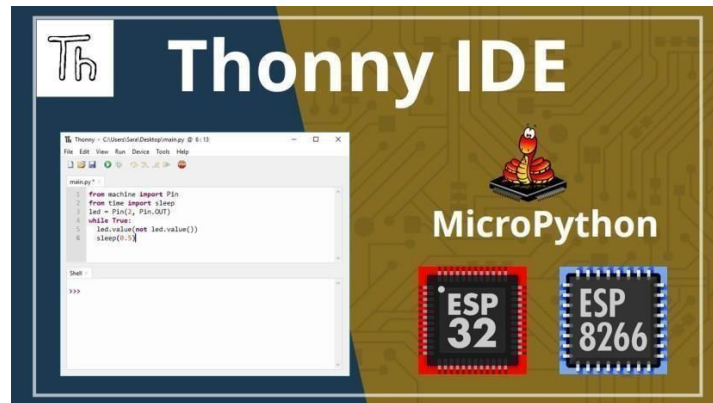 Th
Thonny IDE
Thonny - C:\Users\Sara\Desktop\main.py @ 6:13
File Edit View Run Device Tools Help
main.py *
1 from machine import Pin
2 from time import sleep
3 led = Pin(2, Pin.OUT)
4 while True:
5 led.value(not led.value())
6 sleep(0.5)
Shell
>>>
MicroPython
ESP
32
ESP
8266